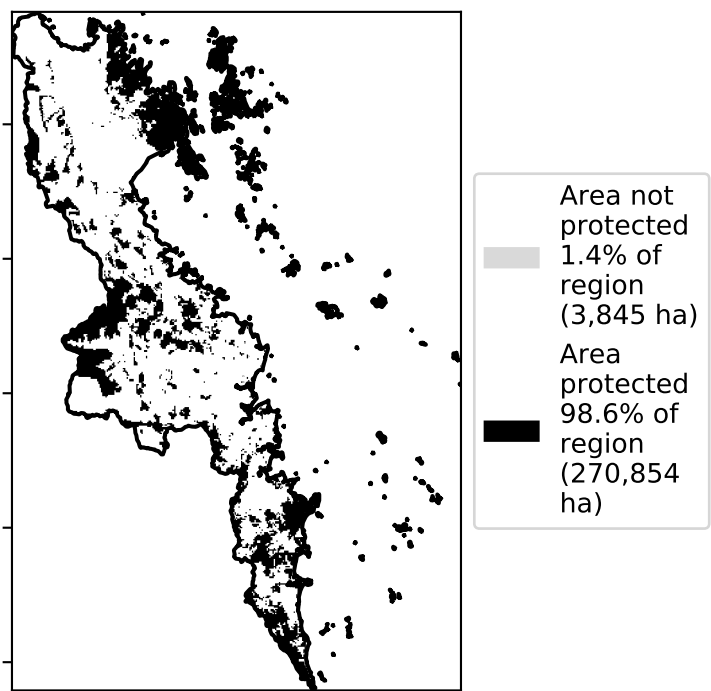 Area not
protected
1.4% of
region
(3,845 ha)
Area
protected
98.6% of
region
(270,854
ha)